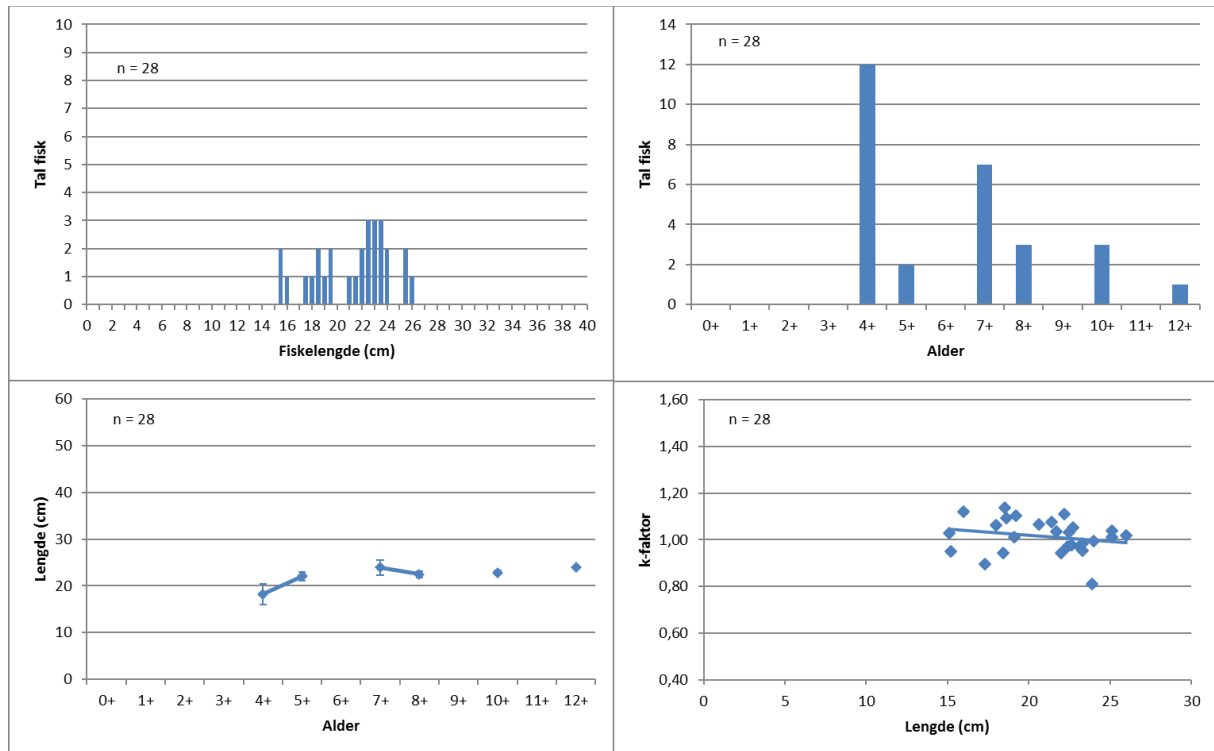 10
9
8
7
6
5
4
3
2
1
0
n = 28
Tal fisk
0 2 4 6 8 10 12 14 16 18 20 22 24 26 28 30 32 34 36 38 40
Fiskelengde (cm)
14
12
10
8
6
4
2
0
n = 28
Tal fisk
0+ 1+ 2+ 3+ 4+ 5+ 6+ 7+ 8+ 9+ 10+ 11+ 12+
Alder
60
50
40
30
20
10
0
n = 28
Lengde (cm)
0+ 1+ 2+ 3+ 4+ 5+ 6+ 7+ 8+ 9+ 10+ 11+ 12+
Alder
1,60
1,40
1,20
1,00
0,80
0,60
0,40
n = 28
k-faktor
0 5 10 15 20 25 30
Lengde (cm)